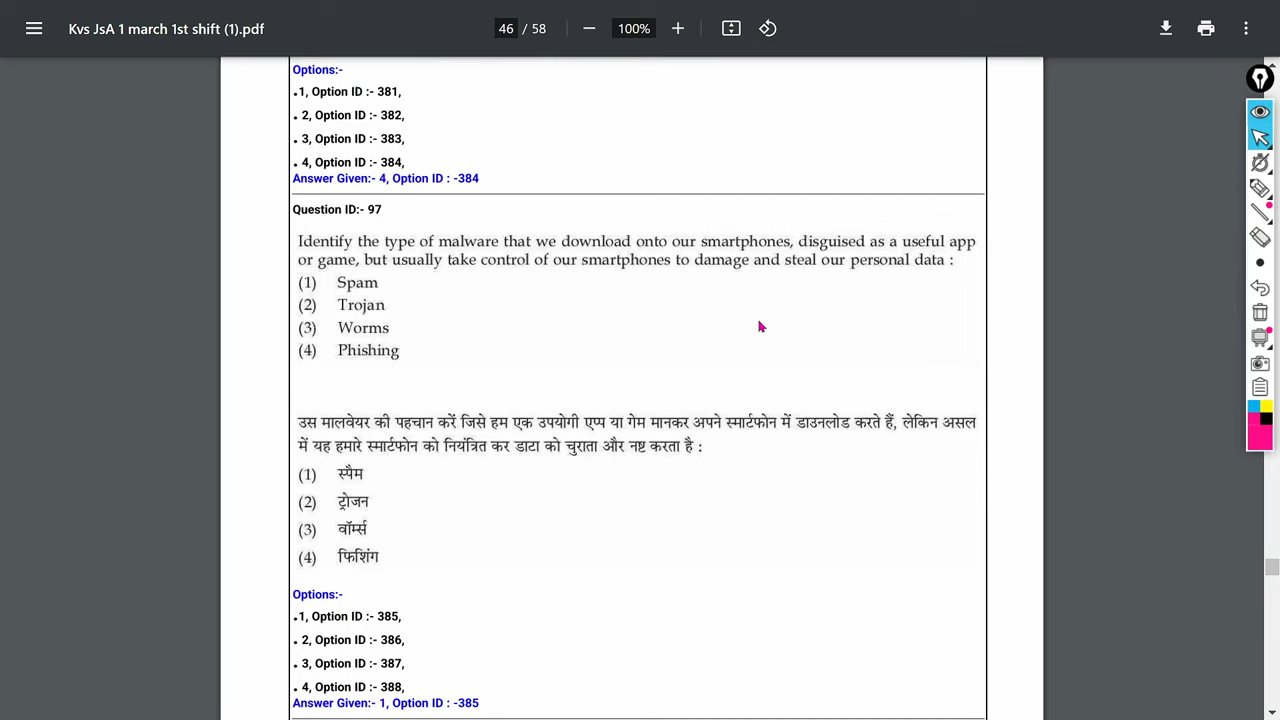 Kvs JsA 1 march 1st shift (1).pdf
46 / 58
100%
Options:-
1, Option ID :- 381,
2, Option ID :- 382,
3, Option ID :- 383,
4, Option ID :- 384,
Answer Given:- 4, Option ID : -384
Question ID:- 97
Identify the type of malware that we download onto our smartphones, disguised as a useful app
or game, but usually take control of our smartphones to damage and steal our personal data :
(1) Spam
(2) Trojan
(3) Worms
(4) Phishing
उस मालवेयर की पहचान करें जिसे हम एक उपयोगी एप्प या गेम मानकर अपने स्मार्टफोन में डाउनलोड करते हैं, लेकिन असल
में यह हमारे स्मार्टफोन को नियंत्रित कर डाटा को चुराता और नष्ट करता है :
(1) स्पैम
(2) ट्रोजन
(3) वॉर्म्स
(4) फिशिंग
Options:-
1, Option ID :- 385,
2, Option ID :- 386,
3, Option ID :- 387,
4, Option ID :- 388,
Answer Given:- 1, Option ID : -385